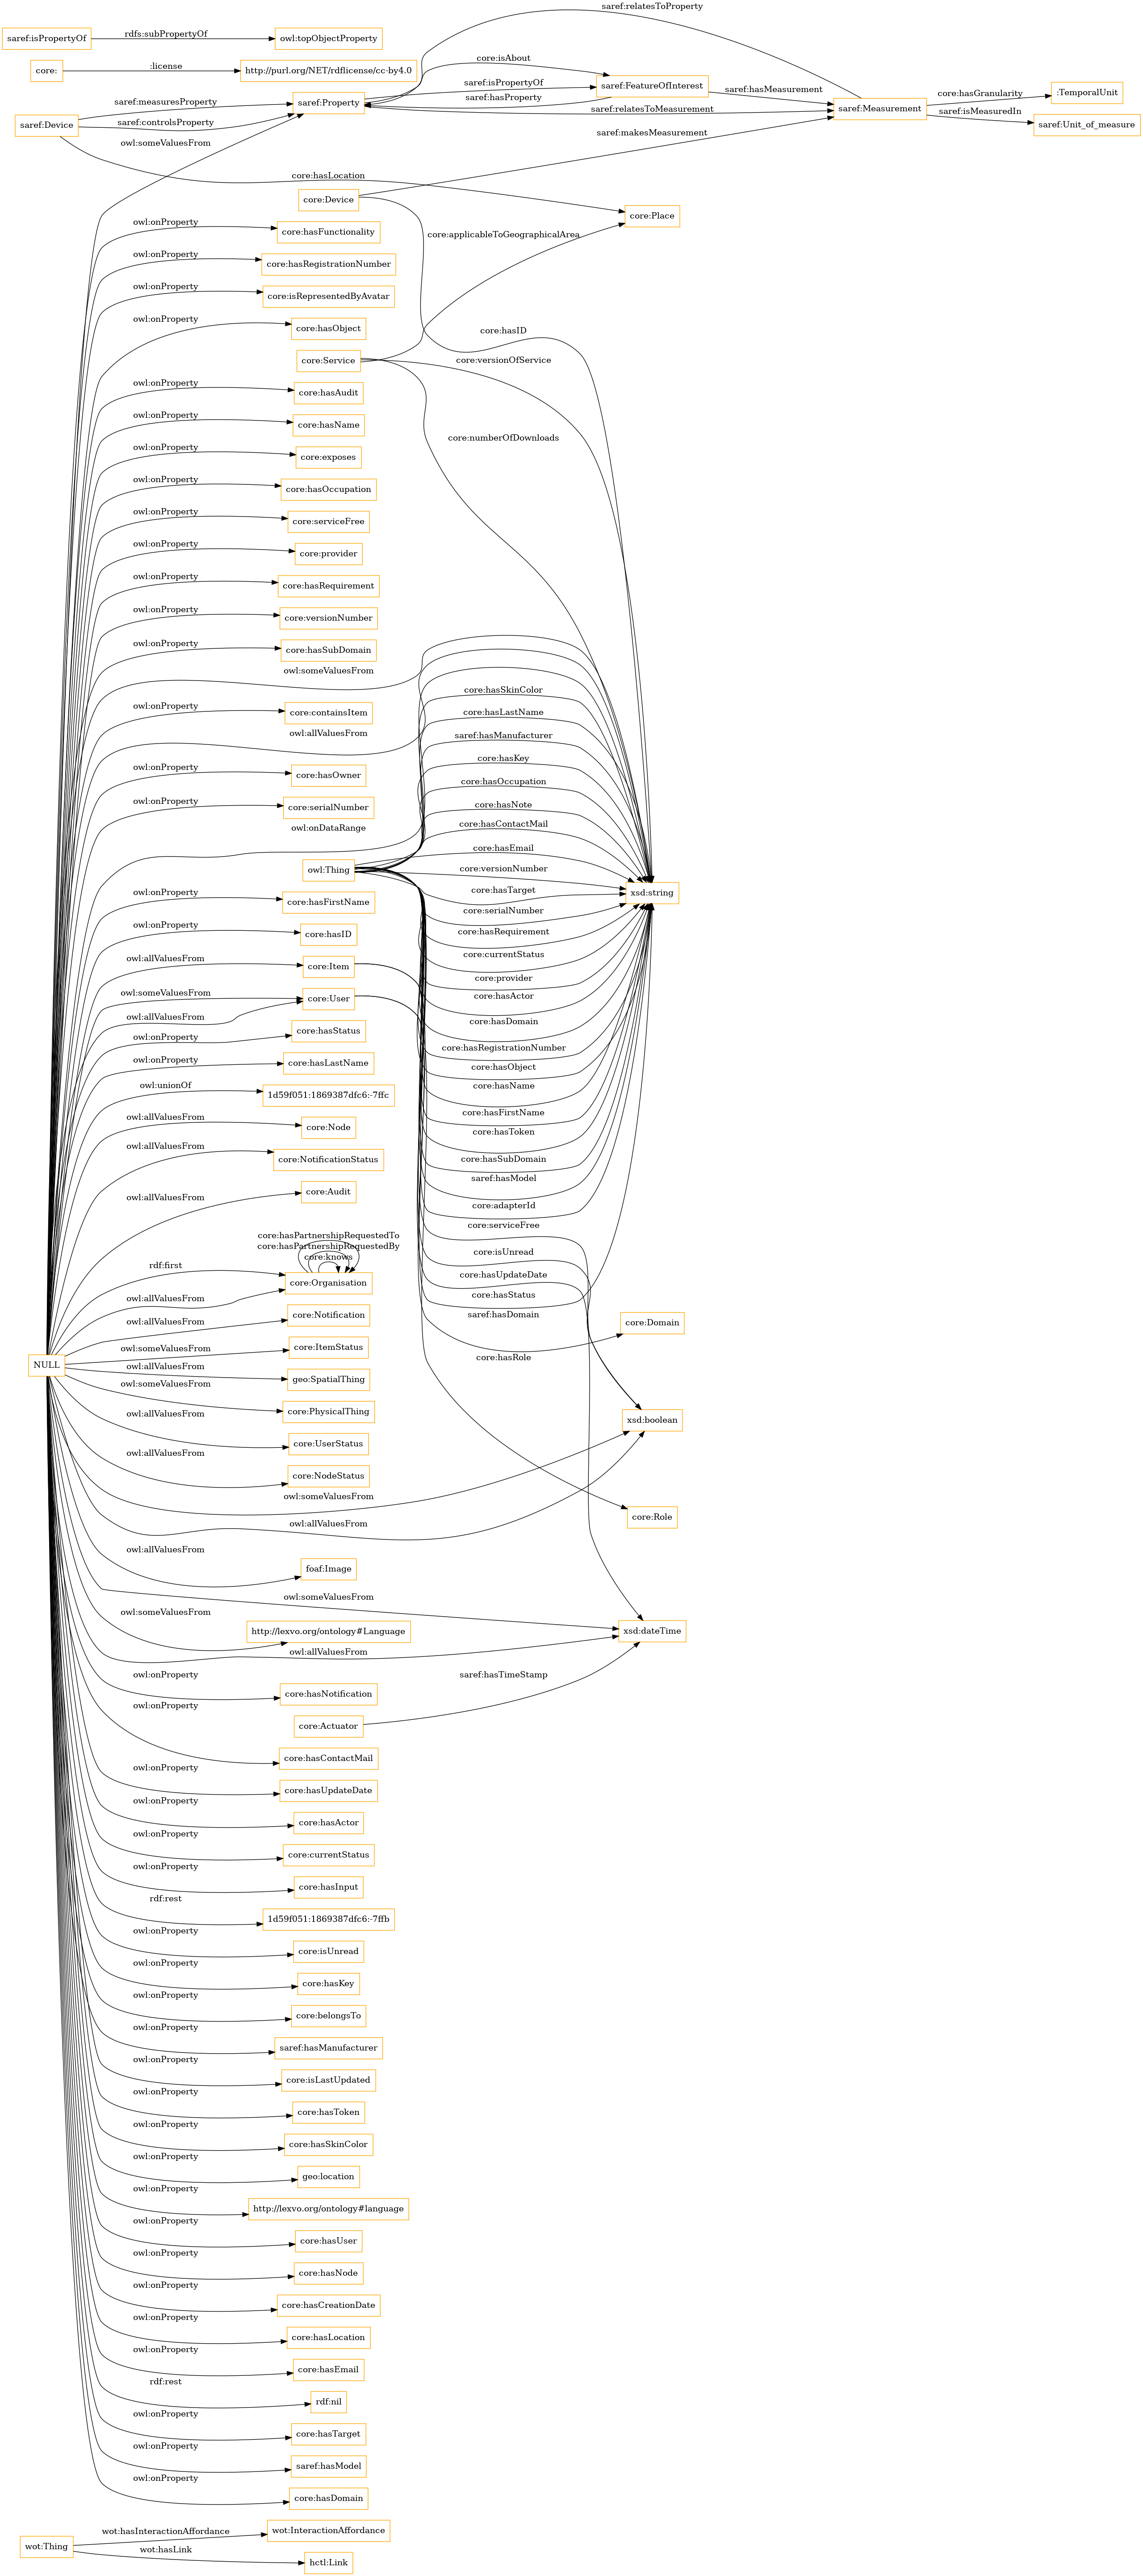 saref:relatesToProperty
saref:isPropertyOf
rdfs:subPropertyOf
owl:topObjectProperty
core:isAbout
core:
:license
http://purl.org/NET/rdflicense/cc-by4.0
saref:isPropertyOf
saref:FeatureOfInterest
saref:hasMeasurement
core:hasGranularity
:TemporalUnit
saref:measuresProperty
saref:Property
saref:hasProperty
saref:relatesToMeasurement
saref:Measurement
saref:isMeasuredIn
saref:Unit_of_measure
saref:Device
saref:controlsProperty
saref:makesMeasurement
owl:someValuesFrom
core:hasLocation
core:Device
core:Place
owl:onProperty
core:hasFunctionality
core:applicableToGeographicalArea
owl:onProperty
core:hasRegistrationNumber
owl:onProperty
core:isRepresentedByAvatar
owl:onProperty
core:hasObject
core:hasID
core:Service
core:versionOfService
owl:onProperty
core:hasAudit
owl:onProperty
core:hasName
core:numberOfDownloads
owl:onProperty
core:exposes
owl:onProperty
core:hasOccupation
owl:onProperty
core:serviceFree
owl:onProperty
core:provider
owl:onProperty
core:hasRequirement
owl:onProperty
core:versionNumber
owl:onProperty
core:hasSubDomain
owl:someValuesFrom
core:hasSkinColor
owl:onProperty
core:containsItem
core:hasLastName
owl:allValuesFrom
saref:hasManufacturer
core:hasKey
owl:onProperty
core:hasOwner
core:hasOccupation
owl:onProperty
core:serialNumber
core:hasNote
owl:onDataRange
core:hasContactMail
core:hasEmail
owl:Thing
core:versionNumber
xsd:string
owl:onProperty
core:hasFirstName
core:hasTarget
core:serialNumber
owl:onProperty
core:hasID
core:hasRequirement
core:currentStatus
owl:allValuesFrom
core:Item
core:provider
owl:someValuesFrom
core:User
core:hasActor
owl:allValuesFrom
core:hasDomain
owl:onProperty
core:hasStatus
core:hasRegistrationNumber
owl:onProperty
core:hasLastName
core:hasObject
owl:unionOf
1d59f051:1869387dfc6:-7ffc
core:hasName
owl:allValuesFrom
core:Node
core:hasFirstName
core:hasToken
owl:allValuesFrom
core:NotificationStatus
core:hasSubDomain
saref:hasModel
owl:allValuesFrom
core:Audit
core:adapterId
core:serviceFree
core:hasPartnershipRequestedTo
core:hasPartnershipRequestedBy
core:knows
core:isUnread
rdf:first
core:Organisation
core:hasUpdateDate
owl:allValuesFrom
core:hasStatus
owl:allValuesFrom
core:Notification
saref:hasDomain
core:Domain
owl:someValuesFrom
core:ItemStatus
core:hasRole
NULL
owl:allValuesFrom
geo:SpatialThing
owl:someValuesFrom
core:PhysicalThing
owl:allValuesFrom
core:UserStatus
xsd:boolean
owl:allValuesFrom
core:NodeStatus
owl:someValuesFrom
core:Role
owl:allValuesFrom
owl:allValuesFrom
foaf:Image
owl:someValuesFrom
owl:someValuesFrom
http://lexvo.org/ontology#Language
xsd:dateTime
owl:allValuesFrom
owl:onProperty
core:hasNotification
saref:hasTimeStamp
owl:onProperty
core:Actuator
core:hasContactMail
owl:onProperty
core:hasUpdateDate
owl:onProperty
core:hasActor
owl:onProperty
core:currentStatus
owl:onProperty
core:hasInput
rdf:rest
1d59f051:1869387dfc6:-7ffb
owl:onProperty
core:isUnread
owl:onProperty
core:hasKey
owl:onProperty
core:belongsTo
owl:onProperty
saref:hasManufacturer
owl:onProperty
core:isLastUpdated
owl:onProperty
core:hasToken
owl:onProperty
core:hasSkinColor
owl:onProperty
geo:location
owl:onProperty
http://lexvo.org/ontology#language
owl:onProperty
core:hasUser
owl:onProperty
core:hasNode
owl:onProperty
core:hasCreationDate
owl:onProperty
core:hasLocation
owl:onProperty
core:hasEmail
rdf:rest
rdf:nil
owl:onProperty
core:hasTarget
owl:onProperty
saref:hasModel
owl:onProperty
core:hasDomain
wot:Thing
wot:hasInteractionAffordance
wot:InteractionAffordance
wot:hasLink
hctl:Link